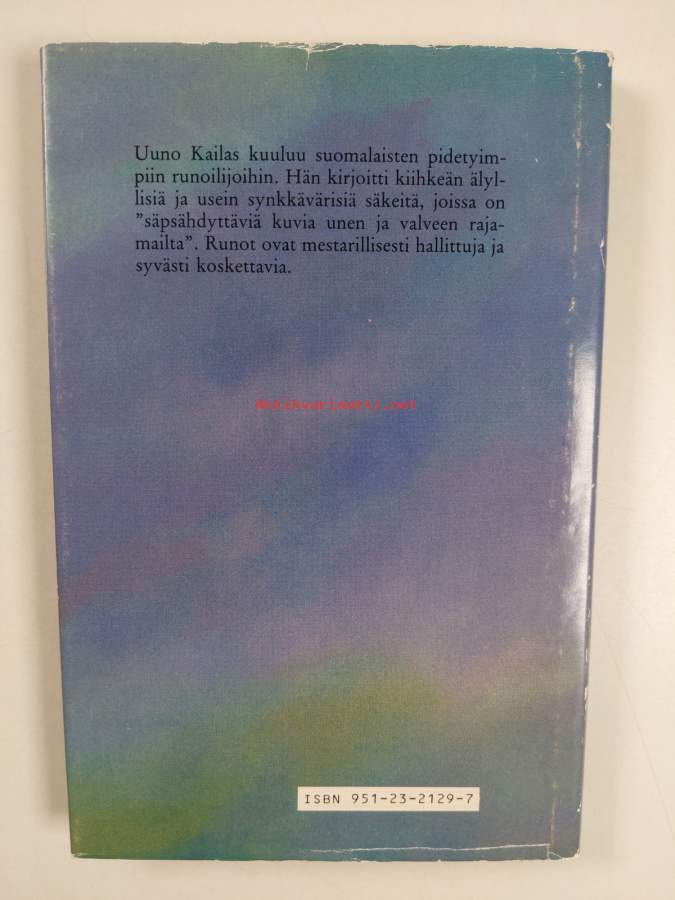 Uuno Kailas kuuluu suomalaisten pidetyim-
piin runoilijoihin. Hän kirjoitti kiihkeän älyl-
lisiä ja usein synkkävärisiä säkeitä, joissa on
"säpsähdyttäviä kuvia unen ja valveen raja-
mailta". Runot ovat mestarillisesti hallittuja ja
syvästi koskettavia.
Antikvariaatti.net
ISBN 951-23-2129-7